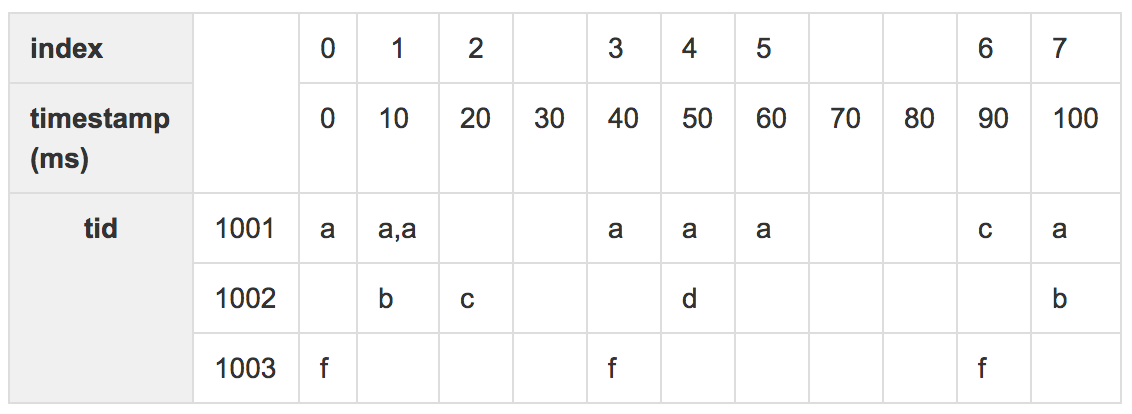 index 0 1 2 3 4 5 6 7
timestamp (ms) 0 10 20 30 40 50 60 70 80 90 100
tid 1001 a a,a a a a c a
1002 b c d b
1003 f f f